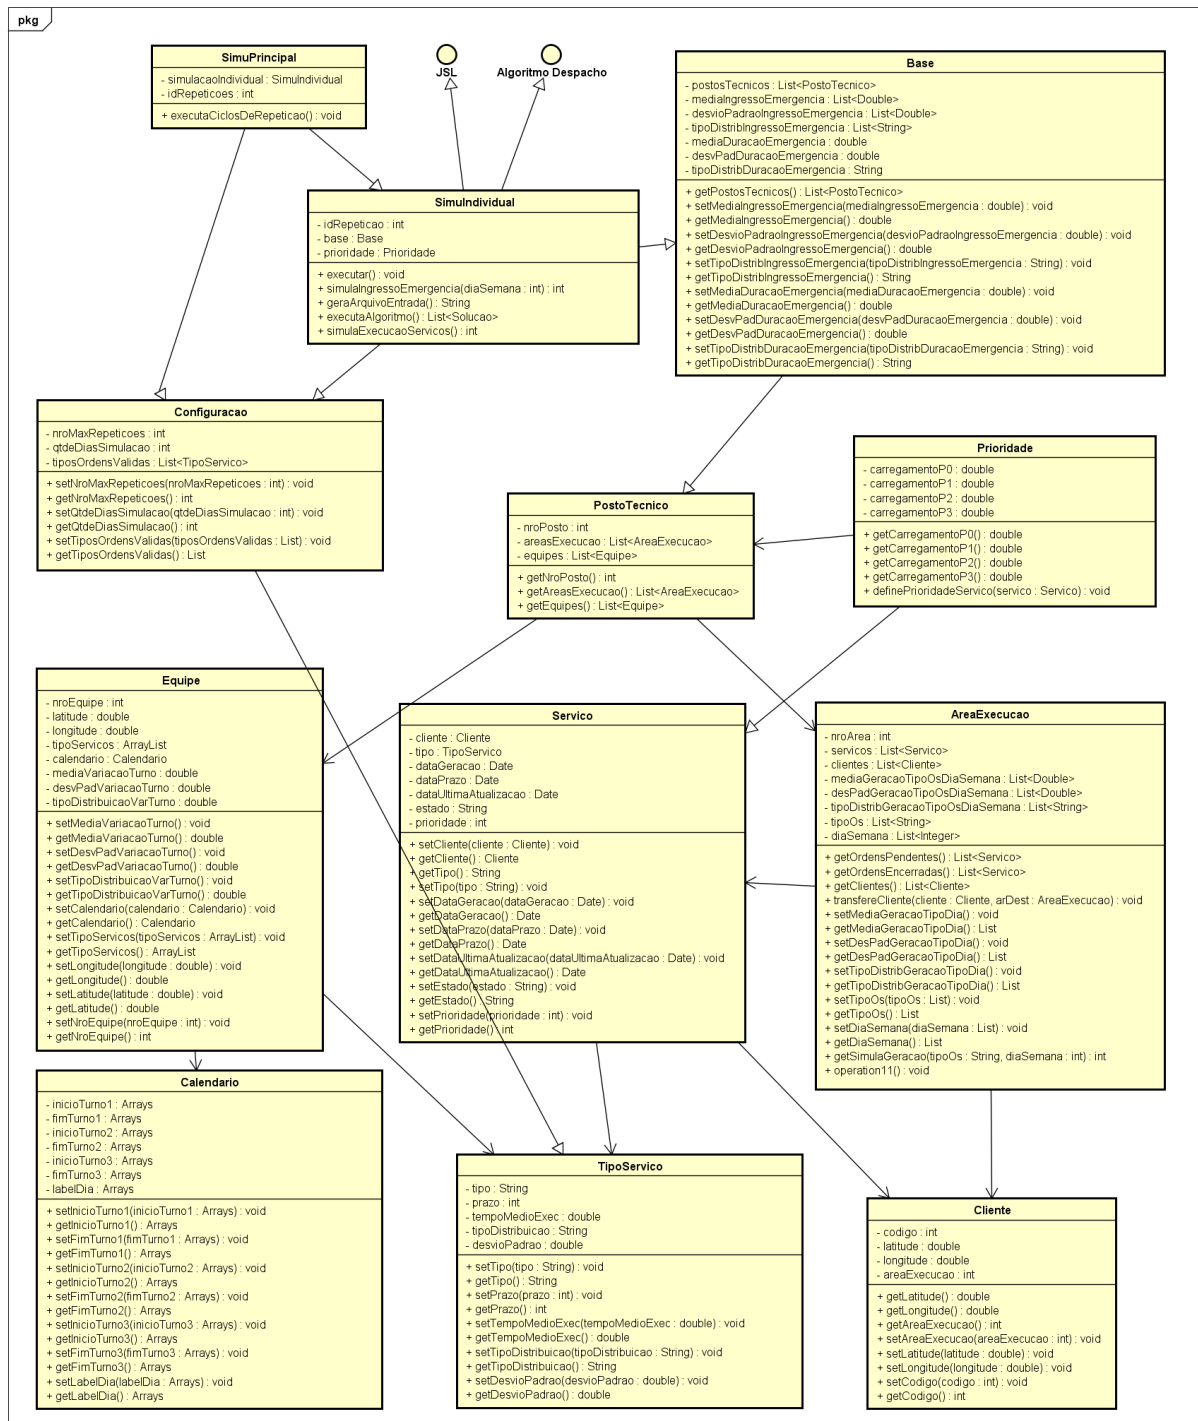 pkg
SimuPrincipal
- simulacaoIndividual : SimuIndividual
- idRepeticoes : int
+ executaCiclosDeRepeticao() : void
JSL
Algoritmo Despacho
Base
- postosTecnicos : List<PostoTecnico>
- mediaIngressoEmergencia : List<Double>
- desvioPadraoIngressoEmergencia : List<Double>
- tipoDistribIngressoEmergencia : List<String>
- mediaDuracaoEmergencia : double
- desvPadDuracaoEmergencia : double
- tipoDistribDuracaoEmergencia : String
+ getPostosTecnicos() : List<PostoTecnico>
+ setMediaIngressoEmergencia(mediaIngressoEmergencia : double) : void
+ getMediaIngressoEmergencia() : double
+ setDesvioPadraoIngressoEmergencia(desvioPadraoIngressoEmergencia : double) : void
+ getDesvioPadraoIngressoEmergencia() : double
+ setTipoDistribIngressoEmergencia(tipoDistribIngressoEmergencia : String) : void
+ getTipoDistribIngressoEmergencia() : String
+ setMediaDuracaoEmergencia(mediaDuracaoEmergencia : double) : void
+ getMediaDuracaoEmergencia() : double
+ setDesvPadDuracaoEmergencia(desvPadDuracaoEmergencia : double) : void
+ getDesvPadDuracaoEmergencia() : double
+ setTipoDistribDuracaoEmergencia(tipoDistribDuracaoEmergencia : String) : void
+ getTipoDistribDuracaoEmergencia() : String
SimuIndividual
- idRepeticao : int
- base : Base
- prioridade : Prioridade
+ executar() : void
+ simulaIngressoEmergencia(diaSemana : int) : int
+ geraArquivoEntrada() : String
+ executaAlgoritmo() : List<Solucao>
+ simulaExecucaoServicos() : int
Configuracao
- nroMaxRepeticoes : int
- qtdeDiasSimulacao : int
- tiposOrdensValidas : List<TipoServico>
+ setNroMaxRepeticoes(nroMaxRepeticoes : int) : void
+ getNroMaxRepeticoes() : int
+ setQtdeDiasSimulacao(qtdeDiasSimulacao : int) : void
+ getQtdeDiasSimulacao() : int
+ setTiposOrdensValidas(tiposOrdensValidas : List) : void
+ getTiposOrdensValidas() : List
PostoTecnico
- nroPosto : int
- areasExecucao : List<AreaExecucao>
- equipes : List<Equipe>
+ getNroPosto() : int
+ getAreasExecucao() : List<AreaExecucao>
+ getEquipes() : List<Equipe>
Prioridade
- carregamentoP0 : double
- carregamentoP1 : double
- carregamentoP2 : double
- carregamentoP3 : double
+ getCarregamentoP0() : double
+ getCarregamentoP1() : double
+ getCarregamentoP2() : double
+ getCarregamentoP3() : double
+ definePrioridadeServico(servico : Servico) : void
Equipe
- nroEquipe : int
- latitude : double
- longitude : double
- tipoServicos : ArrayList
- calendario : Calendario
- mediaVariacaoTurno : double
- desvPadVariacaoTurno : double
- tipoDistribuicaoVarTurno : double
+ setMediaVariacaoTurno() : void
+ getMediaVariacaoTurno() : double
+ setDesvPadVariacaoTurno() : void
+ getDesvPadVariacaoTurno() : double
+ setTipoDistribuicaoVarTurno() : void
+ getTipoDistribuicaoVarTurno() : double
+ setCalendario(calendario : Calendario) : void
+ getCalendario() : Calendario
+ setTipoServicos(tipoServicos : ArrayList) : void
+ getTipoServicos() : ArrayList
+ setLongitude(longitude : double) : void
+ getLongitude() : double
+ setLatitude(latitude : double) : void
+ getLatitude() : double
+ setNroEquipe(nroEquipe : int) : void
+ getNroEquipe() : int
Servico
- cliente : Cliente
- tipo : TipoServico
- dataGeracao : Date
- dataPrazo : Date
- dataUltimaAtualizacao : Date
- estado : String
- prioridade : int
+ setCliente(cliente : Cliente) : void
+ getCliente() : Cliente
+ getTipo() : String
+ setTipo(tipo : String) : void
+ setDataGeracao(dataGeracao : Date) : void
+ getDataGeracao() : Date
+ setDataPrazo(dataPrazo : Date) : void
+ getDataPrazo() : Date
+ setDataUltimaAtualizacao(dataUltimaAtualizacao : Date) : void
+ getDataUltimaAtualizacao() : Date
+ setEstado(estado : String) : void
+ getEstado() : String
+ setPrioridade(prioridade : int) : void
+ getPrioridade() : int
AreaExecucao
- nroArea : int
- servicos : List<Servico>
- clientes : List<Cliente>
- mediaGeracaoTipoOsDiaSemana : List<Double>
- desPadGeracaoTipoOsDiaSemana : List<Double>
- tipoDistribGeracaoTipoOsDiaSemana : List<String>
- tipoOs : List<String>
- diaSemana : List<Integer>
+ getOrdensPendentes() : List<Servico>
+ getOrdensEncerradas() : List<Servico>
+ getClientes() : List<Cliente>
+ transfereCliente(cliente : Cliente, arDest : AreaExecucao) : void
+ setMediaGeracaoTipoDia() : void
+ getMediaGeracaoTipoDia() : List
+ setDesPadGeracaoTipoDia() : void
+ getDesPadGeracaoTipoDia() : List
+ setTipoDistribGeracaoTipoDia() : void
+ getTipoDistribGeracaoTipoDia() : List
+ setTipoOs(tipoOs : List) : void
+ getTipoOs() : List
+ setDiaSemana(diaSemana : List) : void
+ getDiaSemana() : List
+ getSimulaGeracao(tipoOs : String, diaSemana : int) : int
+ operation11() : void
Calendario
- inicioTurno1 : Arrays
- fimTurno1 : Arrays
- inicioTurno2 : Arrays
- fimTurno2 : Arrays
- inicioTurno3 : Arrays
- fimTurno3 : Arrays
- labelDia : Arrays
+ setInicioTurno1(inicioTurno1 : Arrays) : void
+ getInicioTurno1() : Arrays
+ setFimTurno1(fimTurno1 : Arrays) : void
+ getFimTurno1() : Arrays
+ setInicioTurno2(inicioTurno2 : Arrays) : void
+ getInicioTurno2() : Arrays
+ setFimTurno2(fimTurno2 : Arrays) : void
+ getFimTurno2() : Arrays
+ setInicioTurno3(inicioTurno3 : Arrays) : void
+ getInicioTurno3() : Arrays
+ setFimTurno3(fimTurno3 : Arrays) : void
+ getFimTurno3() : Arrays
+ setLabelDia(labelDia : Arrays) : void
+ getLabelDia() : Arrays
TipoServico
- tipo : String
- prazo : int
- tempoMedioExec : double
- tipoDistribuicao : String
- desvioPadrao : double
+ setTipo(tipo : String) : void
+ getTipo() : String
+ setPrazo(prazo : int) : void
+ getPrazo() : int
+ setTempoMedioExec(tempoMedioExec : double) : void
+ getTempoMedioExec() : double
+ setTipoDistribuicao(tipoDistribuicao : String) : void
+ getTipoDistribuicao() : String
+ setDesvioPadrao(desvioPadrao : double) : void
+ getDesvioPadrao() : double
Cliente
- codigo : int
- latitude : double
- longitude : double
- areaExecucao : int
+ getLatitude() : double
+ getLongitude() : double
+ getAreaExecucao() : int
+ setAreaExecucao(areaExecucao : int) : void
+ setLatitude(latitude : double) : void
+ setLongitude(longitude : double) : void
+ setCodigo(codigo : int) : void
+ getCodigo() : int